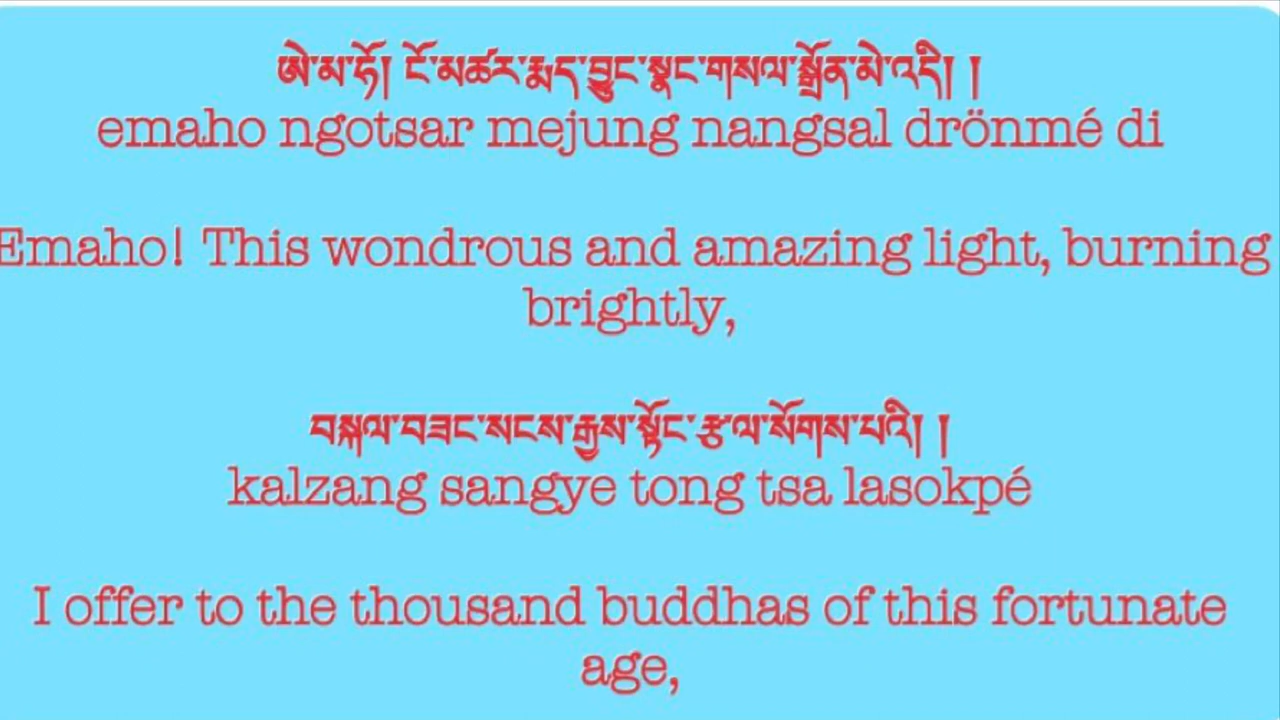 ཨེ་མ་ཧོ། ངོ་མཚར་རྨད་བྱུང་སྣང་གསལ་སྒྲོན་མེ་འདི། །
emaho ngotsar mejung nangsal drönmé di
Emaho! This wondrous and amazing light, burning
brightly,
བསྐལ་བཟང་སངས་རྒྱས་སྟོང་རྩ་ལ་སོགས་པའི། །
kalzang sangye tong tsa lasokpé
I offer to the thousand buddhas of this fortunate
age,